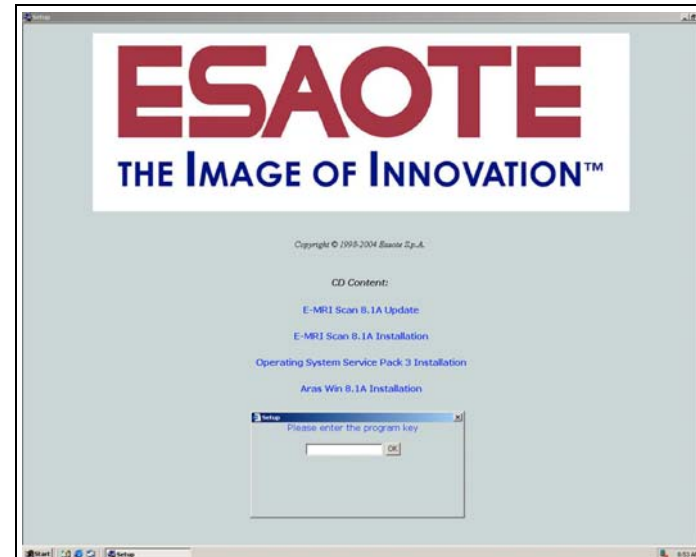 Setup
ESAOTE
THE IMAGE OF INNOVATION™
Copyright © 1998-2004 Esaote S.p.A.
CD Content:
E-MRI Scan 8.1A Update
E-MRI Scan 8.1A Installation
Operating System Service Pack 3 Installation
Aras Win 8.1A Installation
Setup
Please enter the program key
OK
Start
Setup